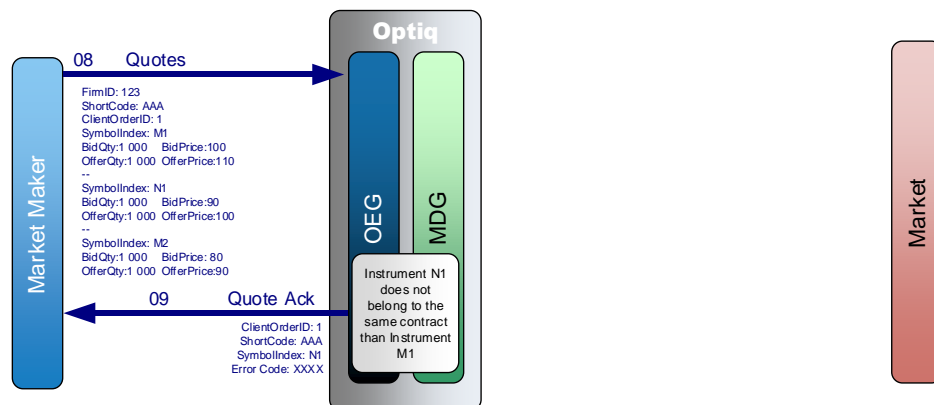 Optiq
08 Quotes
FirmID: 123
ShortCode: AAA
ClientOrderID: 1
SymbolIndex: M1
BidQty:1 000 BidPrice:100
OfferQty:1 000 OfferPrice:110
--
SymbolIndex: N1
BidQty:1 000 BidPrice:90
OfferQty:1 000 OfferPrice:100
--
SymbolIndex: M2
BidQty:1 000 BidPrice: 80
OfferQty:1 000 OfferPrice:90
Market Maker
OEG
MDG
Market
Instrument N1
does not
belong to the
same contract
than Instrument
M1
09 Quote Ack
ClientOrderID: 1
ShortCode: AAA
SymbolIndex: N1
Error Code: XXXX